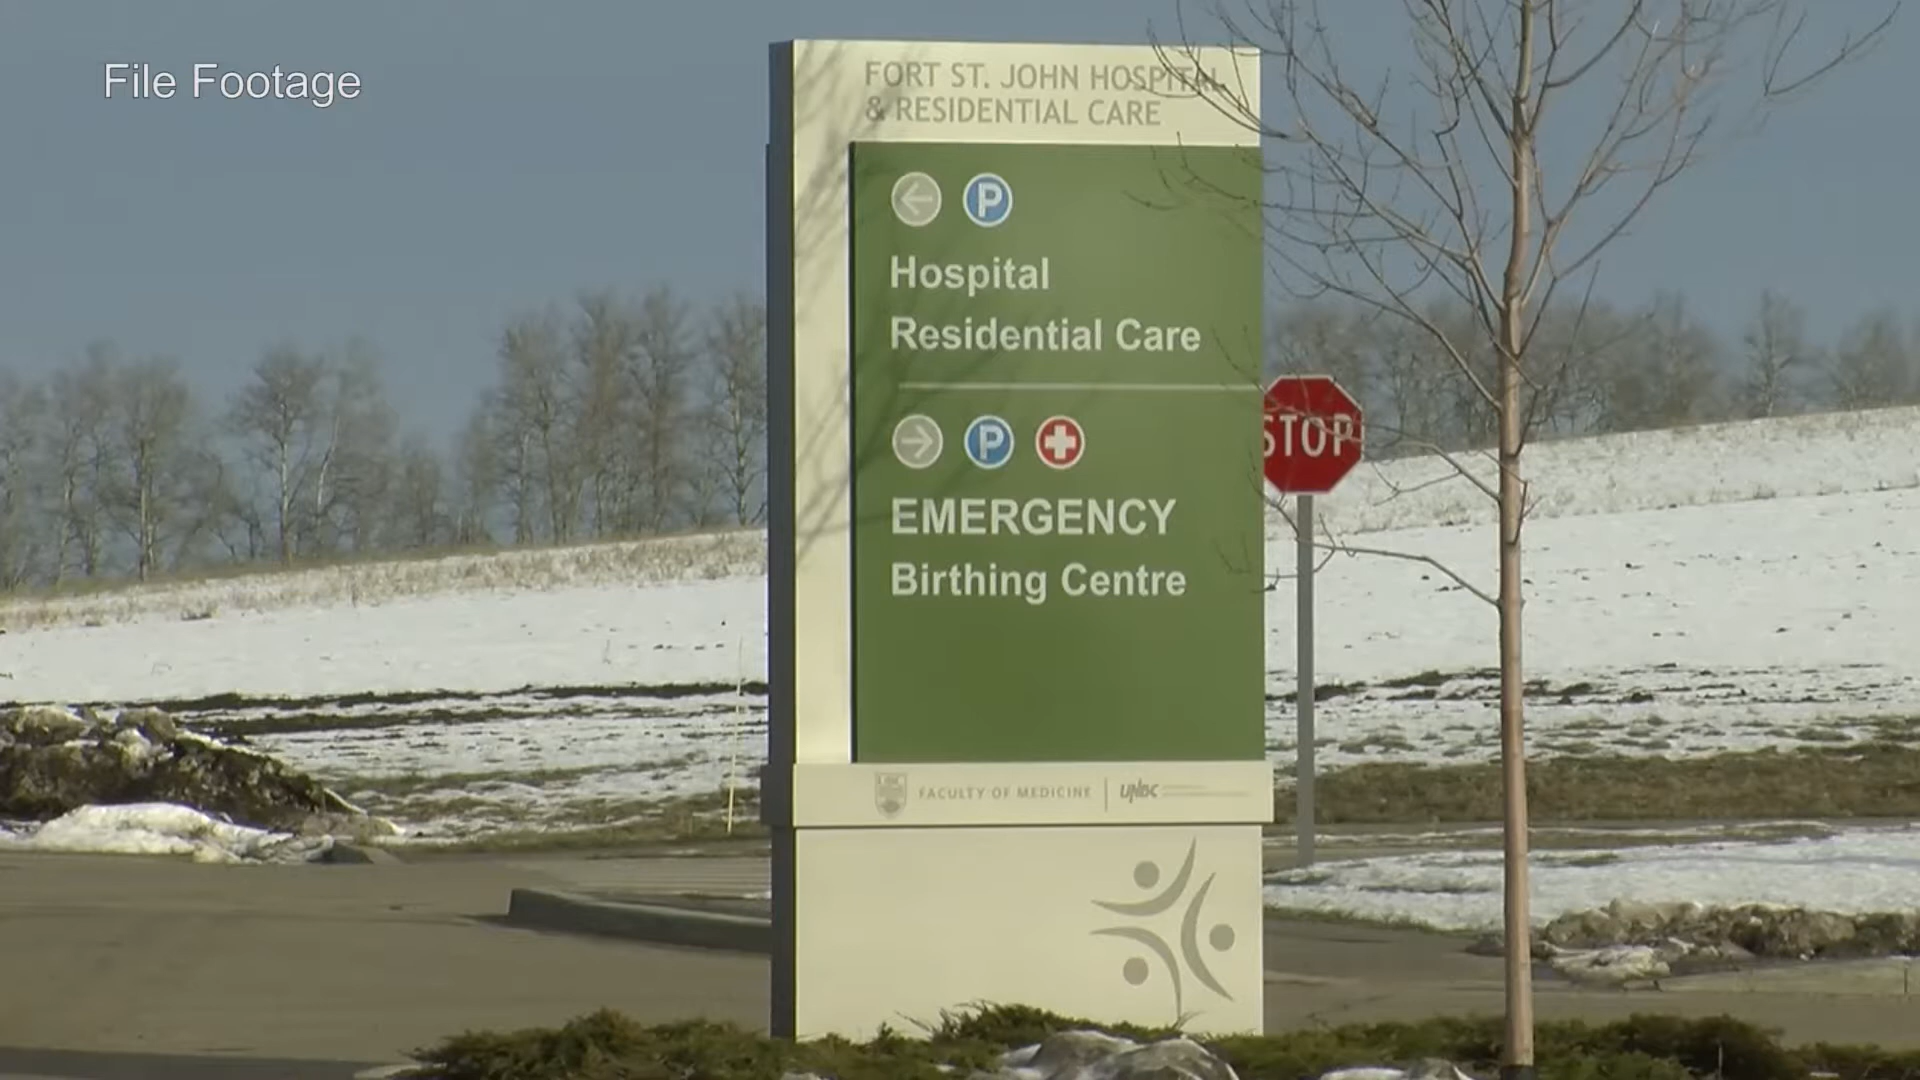 File Footage
FORT ST. JOHN HOSPITAL
& RESIDENTIAL CARE
P
Hospital
Residential Care
P
EMERGENCY
Birthing Centre
STOP
UBC
FACULTY OF MEDICINE
UNBC